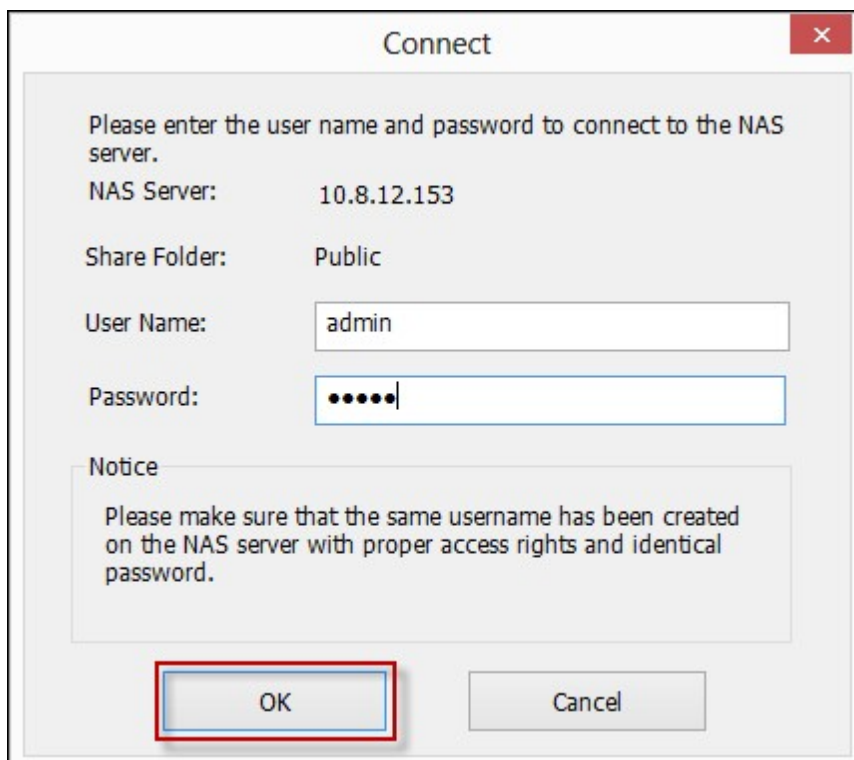 Connect
Please enter the user name and password to connect to the NAS
server.
NAS Server: 10.8.12.153
Share Folder: Public
User Name: admin
Password: •••••
Notice
Please make sure that the same username has been created
on the NAS server with proper access rights and identical
password.
OK Cancel